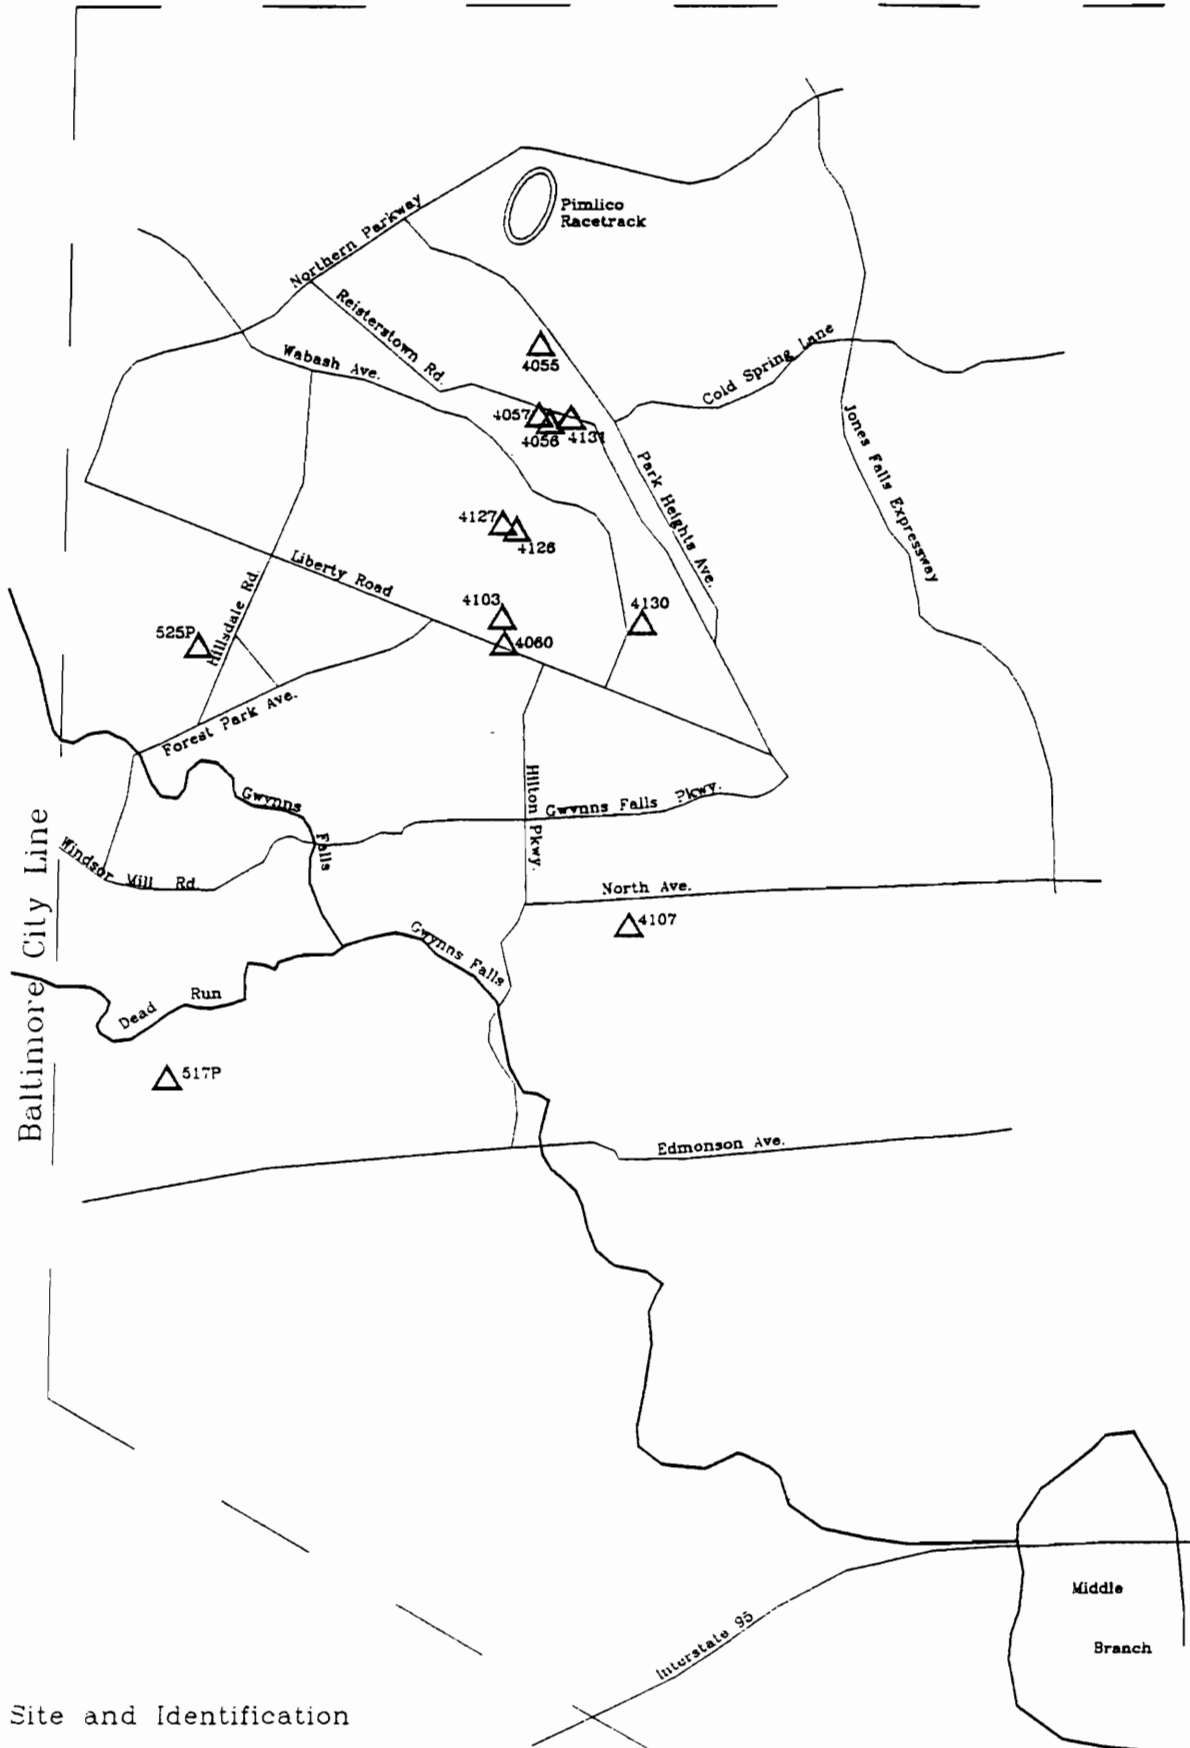 Northern Parkway
Pimlico
Racetrack
Reisterstown Rd.
Wabash Ave.
4055
Cold Spring Lane
4057
4056
4131
Jones Falls Expressway
Park Heights Ave.
4127
4126
Liberty Road
Hillsdale Rd.
4103
4130
525P
4060
Forest Park Ave.
Gwynns
Falls
Hilton Pkwy.
Gwynns Falls Pkwy.
Windsor Mill Rd
North Ave.
4107
Gwynns Falls
Baltimore City Line
Dead Run
517P
Edmonson Ave.
Middle
Branch
Interstate 95
Site and Identification